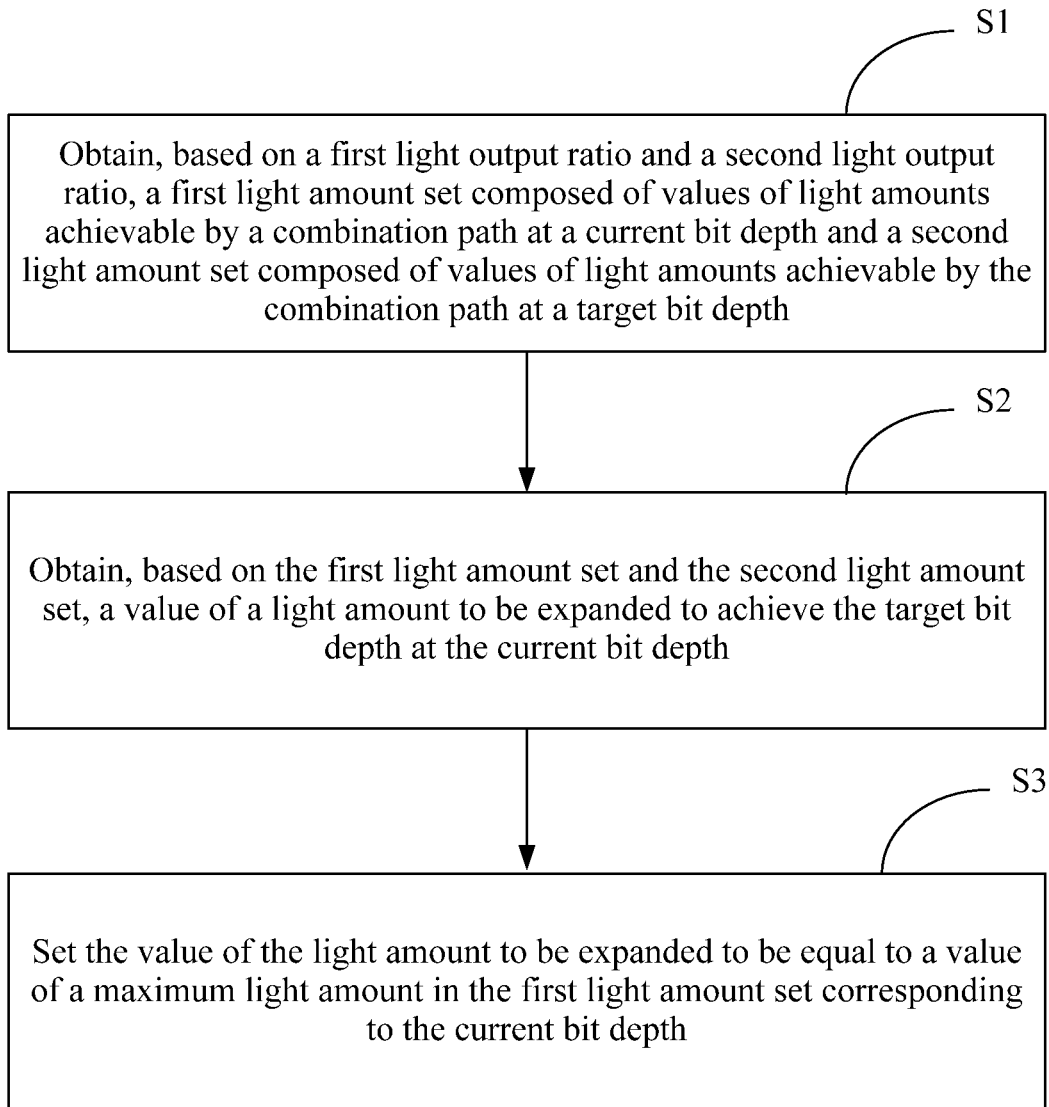 S1
Obtain, based on a first light output ratio and a second light output
ratio, a first light amount set composed of values of light amounts
achievable by a combination path at a current bit depth and a second
light amount set composed of values of light amounts achievable by the
combination path at a target bit depth
S2
Obtain, based on the first light amount set and the second light amount
set, a value of a light amount to be expanded to achieve the target bit
depth at the current bit depth
S3
Set the value of the light amount to be expanded to be equal to a value
of a maximum light amount in the first light amount set corresponding
to the current bit depth